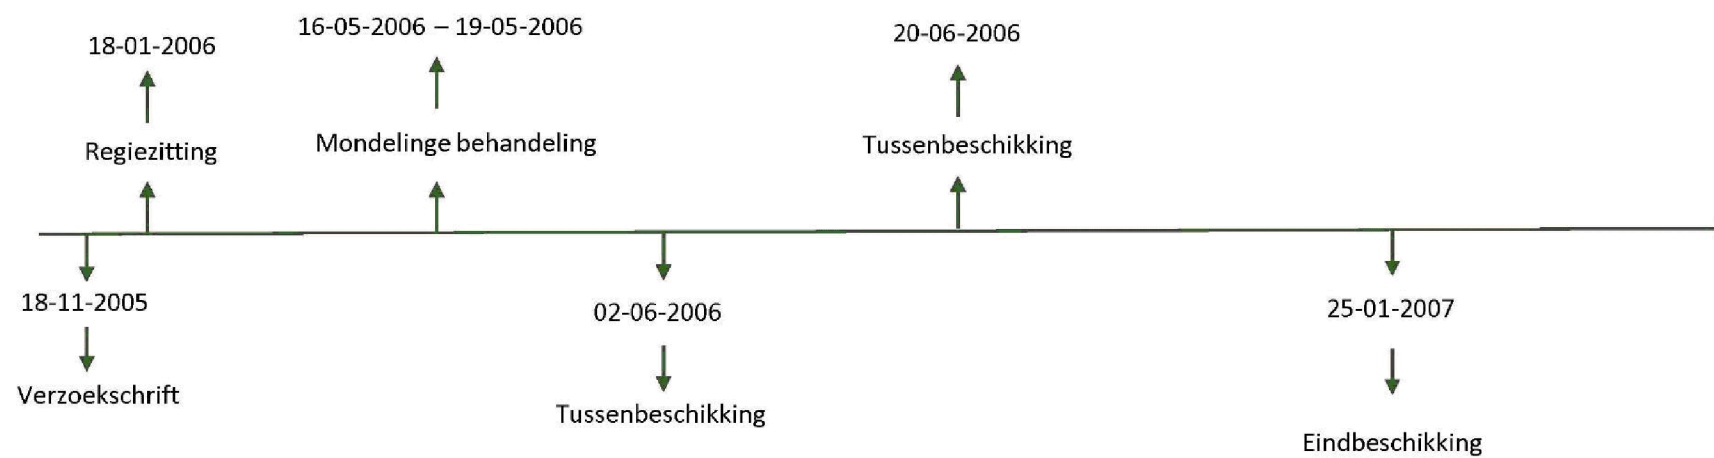 18-01-2006
16-05-2006 – 19-05-2006
20-06-2006
Regiezitting
Mondelinge behandeling
Tussenbeschikking
18-11-2005
02-06-2006
25-01-2007
Verzoekschrift
Tussenbeschikking
Eindbeschikking